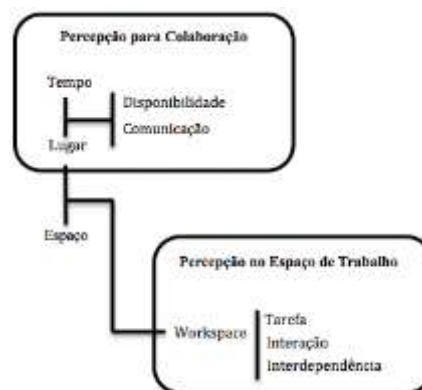 Percepção para Colaboração
Tempo
Disponibilidade
Comunicação
Lugar
Espaço
Percepção no Espaço de Trabalho
Workspace
Tarefa
Interação
Interdependência